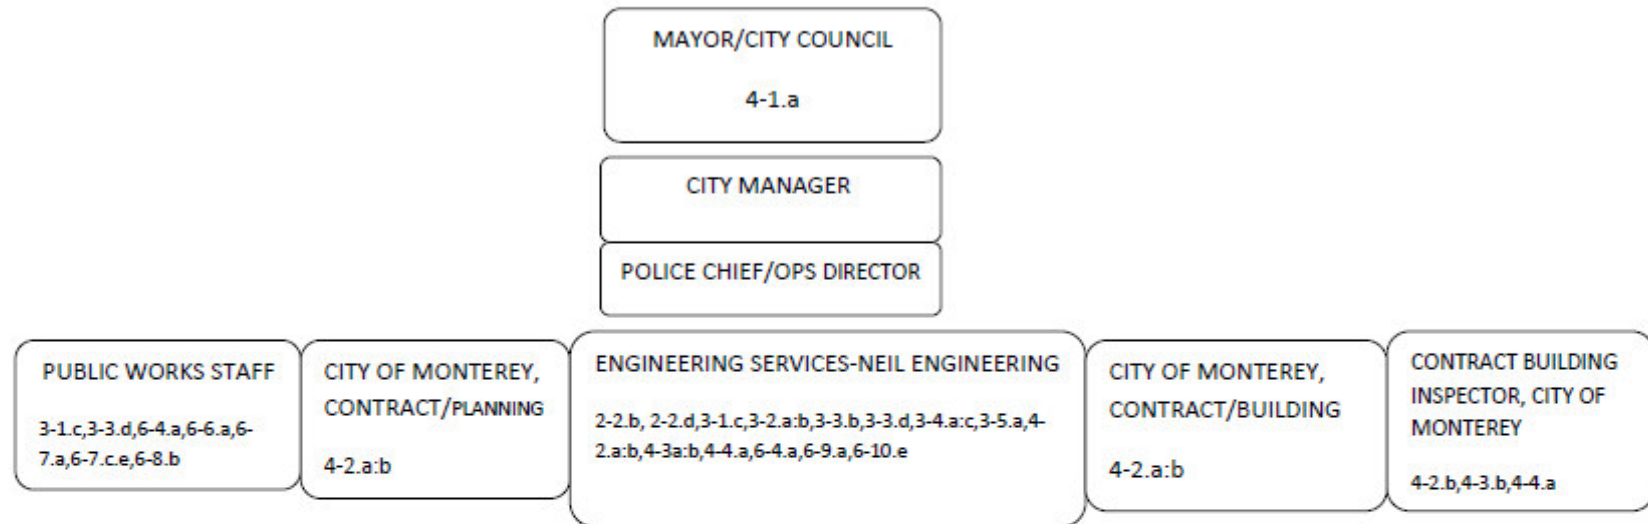 MAYOR/CITY COUNCIL
4-1.a
CITY MANAGER
POLICE CHIEF/OPS DIRECTOR
PUBLIC WORKS STAFF
3-1.c,3-3.d,6-4.a,6-6.a,6-
7.a,6-7.c.e,6-8.b
CITY OF MONTEREY,
CONTRACT/PLANNING
4-2.a:b
ENGINEERING SERVICES-NEIL ENGINEERING
2-2.b, 2-2.d,3-1.c,3-2.a:b,3-3.b,3-3.d,3-4.a:c,3-5.a,4-
2.a:b,4-3a:b,4-4.a,6-4.a,6-9.a,6-10.e
CITY OF MONTEREY,
CONTRACT/BUILDING
4-2.a:b
CONTRACT BUILDING
INSPECTOR, CITY OF
MONTEREY
4-2.b,4-3.b,4-4.a